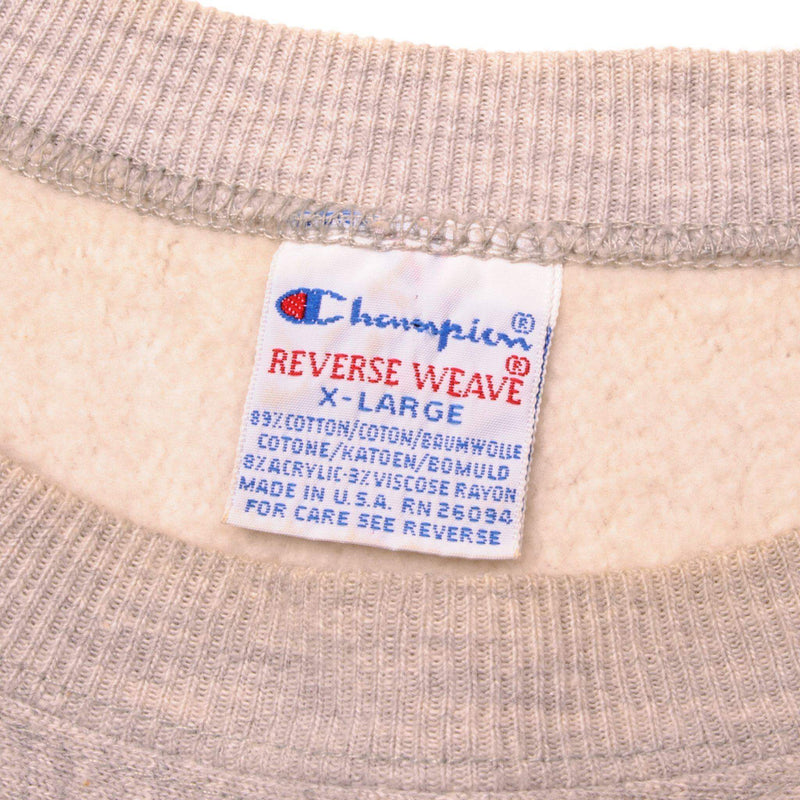 Champion®
REVERSE WEAVE®
X-LARGE
89% COTTON/COTON/BAUMWOLLE
COTONE/KATOEN/BOMULD
8% ACRYLIC-3% VISCOSE RAYON
MADE IN U.S.A. RN 26094
FOR CARE SEE REVERSE